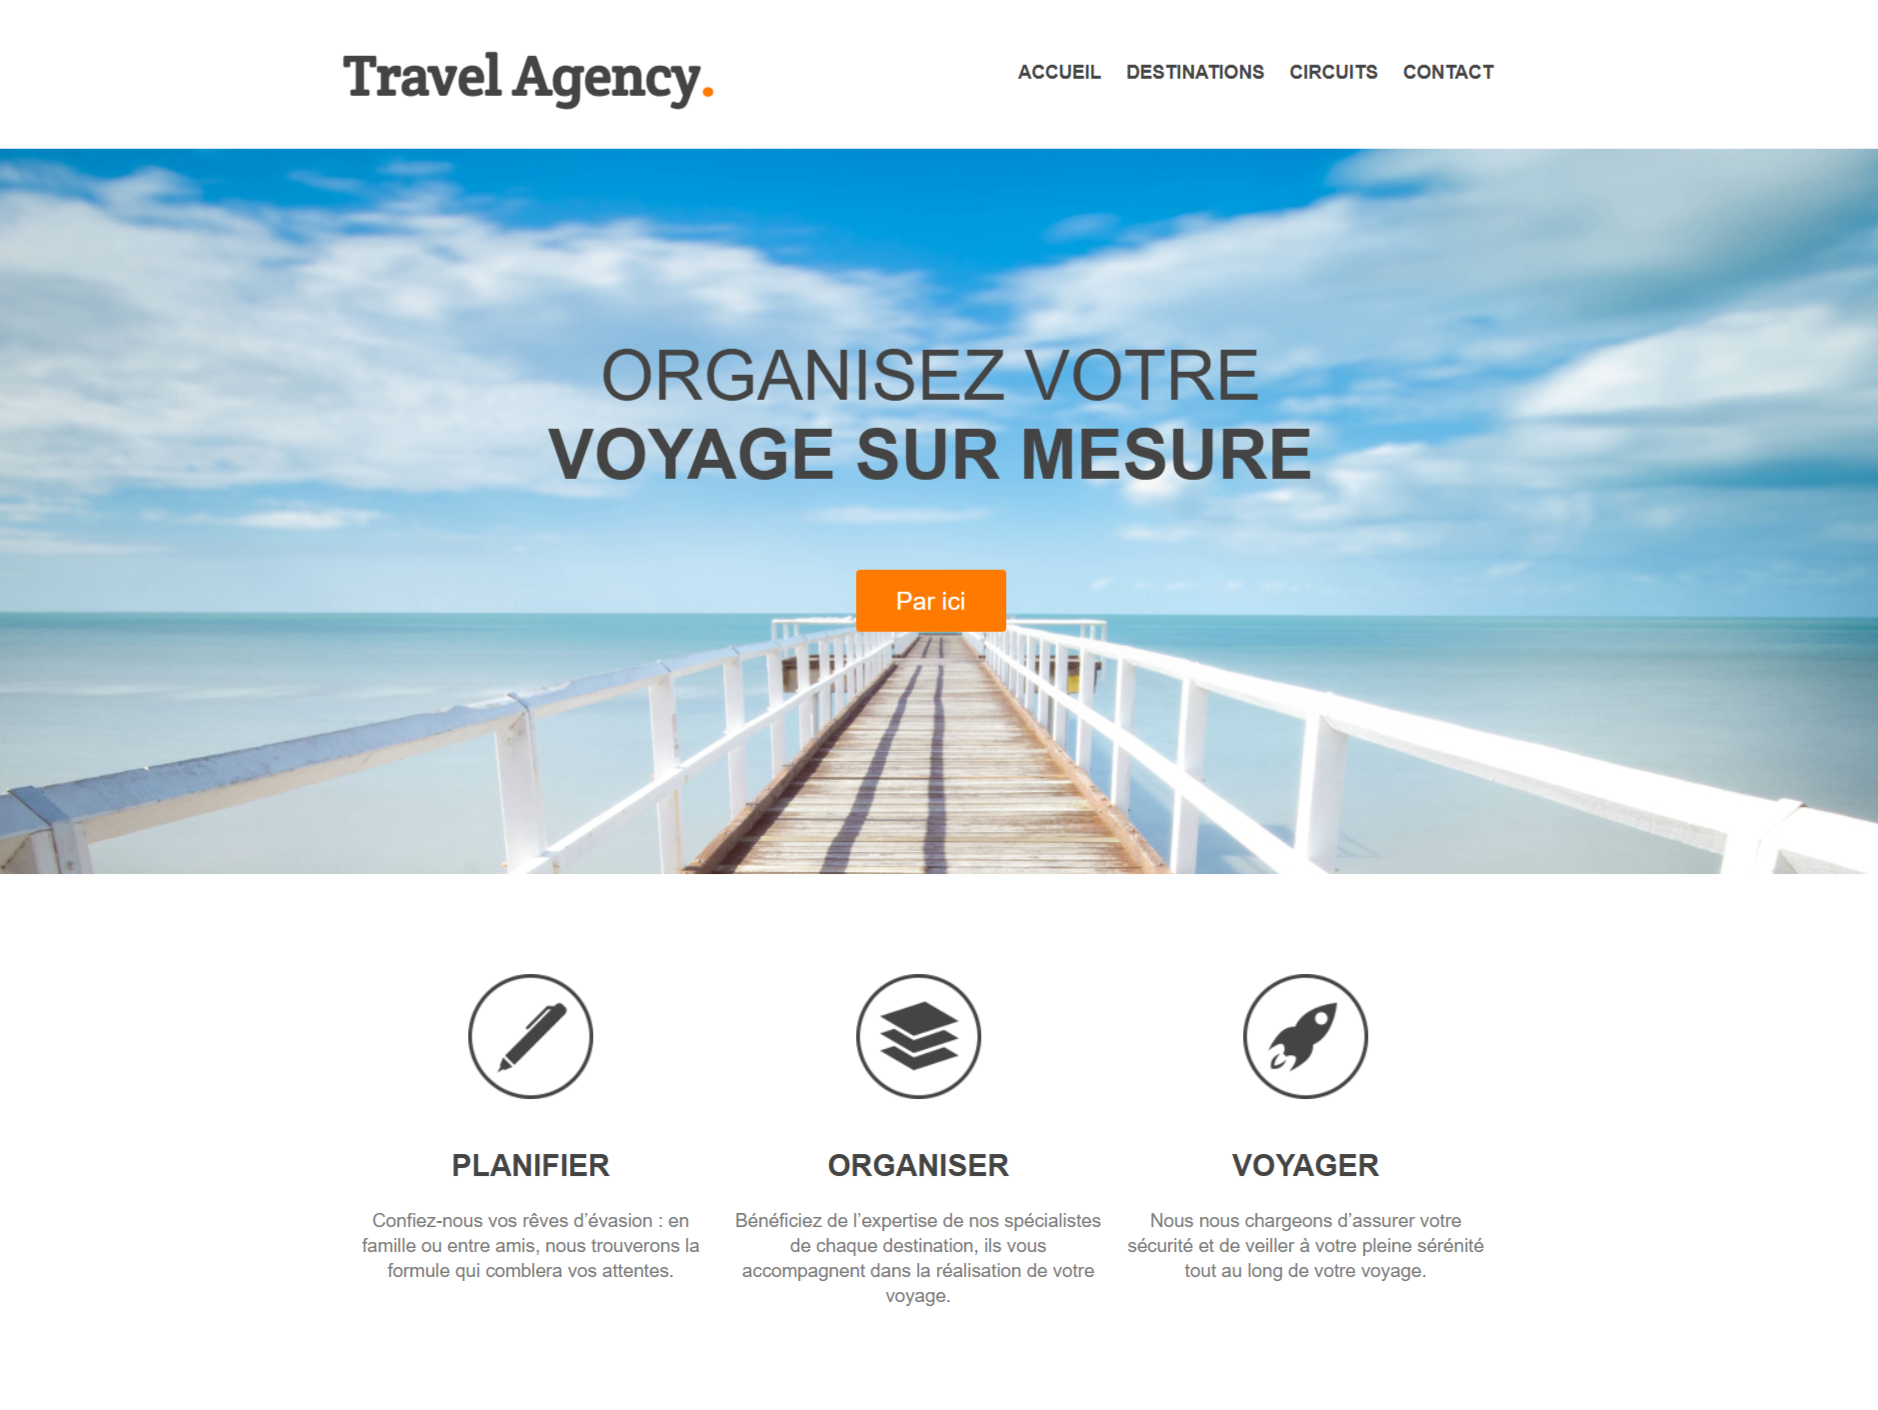 Travel Agency.
ACCUEIL DESTINATIONS CIRCUITS CONTACT
ORGANISEZ VOTRE
VOYAGE SUR MESURE
Par ici
PLANIFIER
Confiez-nous vos rêves d’évasion : en
famille ou entre amis, nous trouverons la
formule qui comblera vos attentes.
ORGANISER
Bénéficiez de l’expertise de nos spécialistes
de chaque destination, ils vous
accompagnent dans la réalisation de votre
voyage.
VOYAGER
Nous nous chargeons d’assurer votre
sécurité et de veiller à votre pleine sérénité
tout au long de votre voyage.